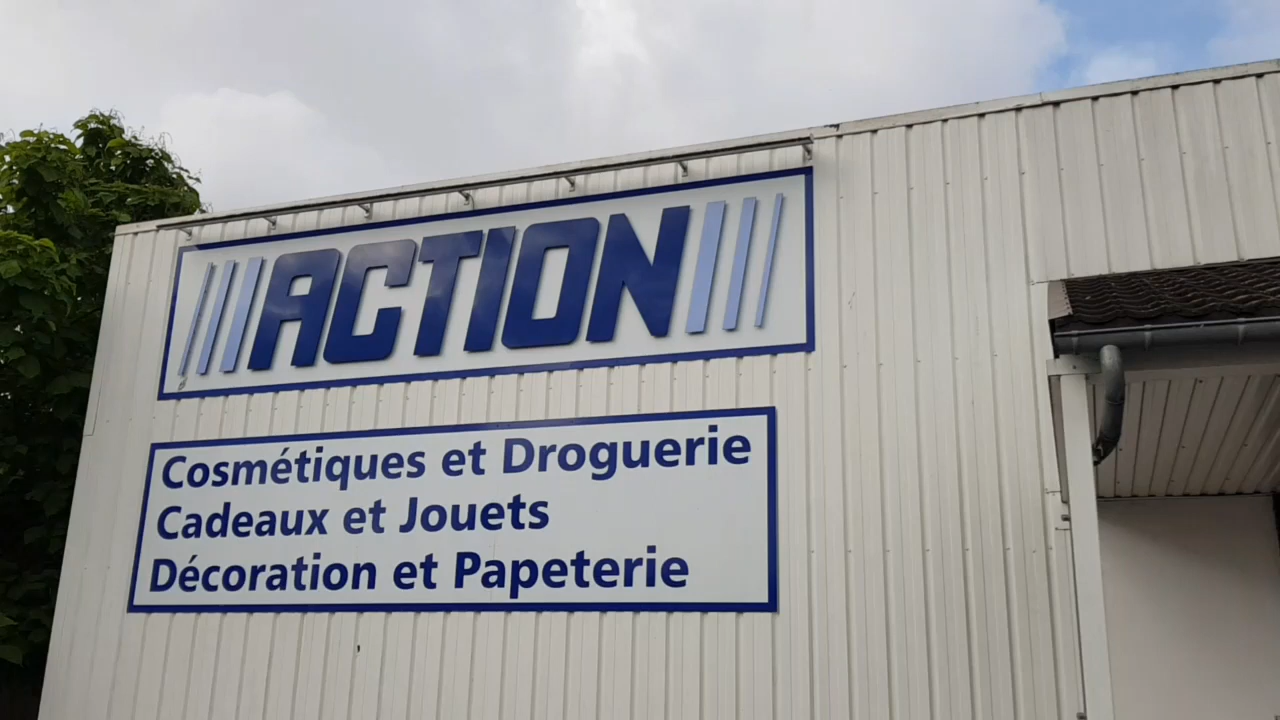 ACTION
Cosmétiques et Droguerie
Cadeaux et Jouets
Décoration et Papeterie